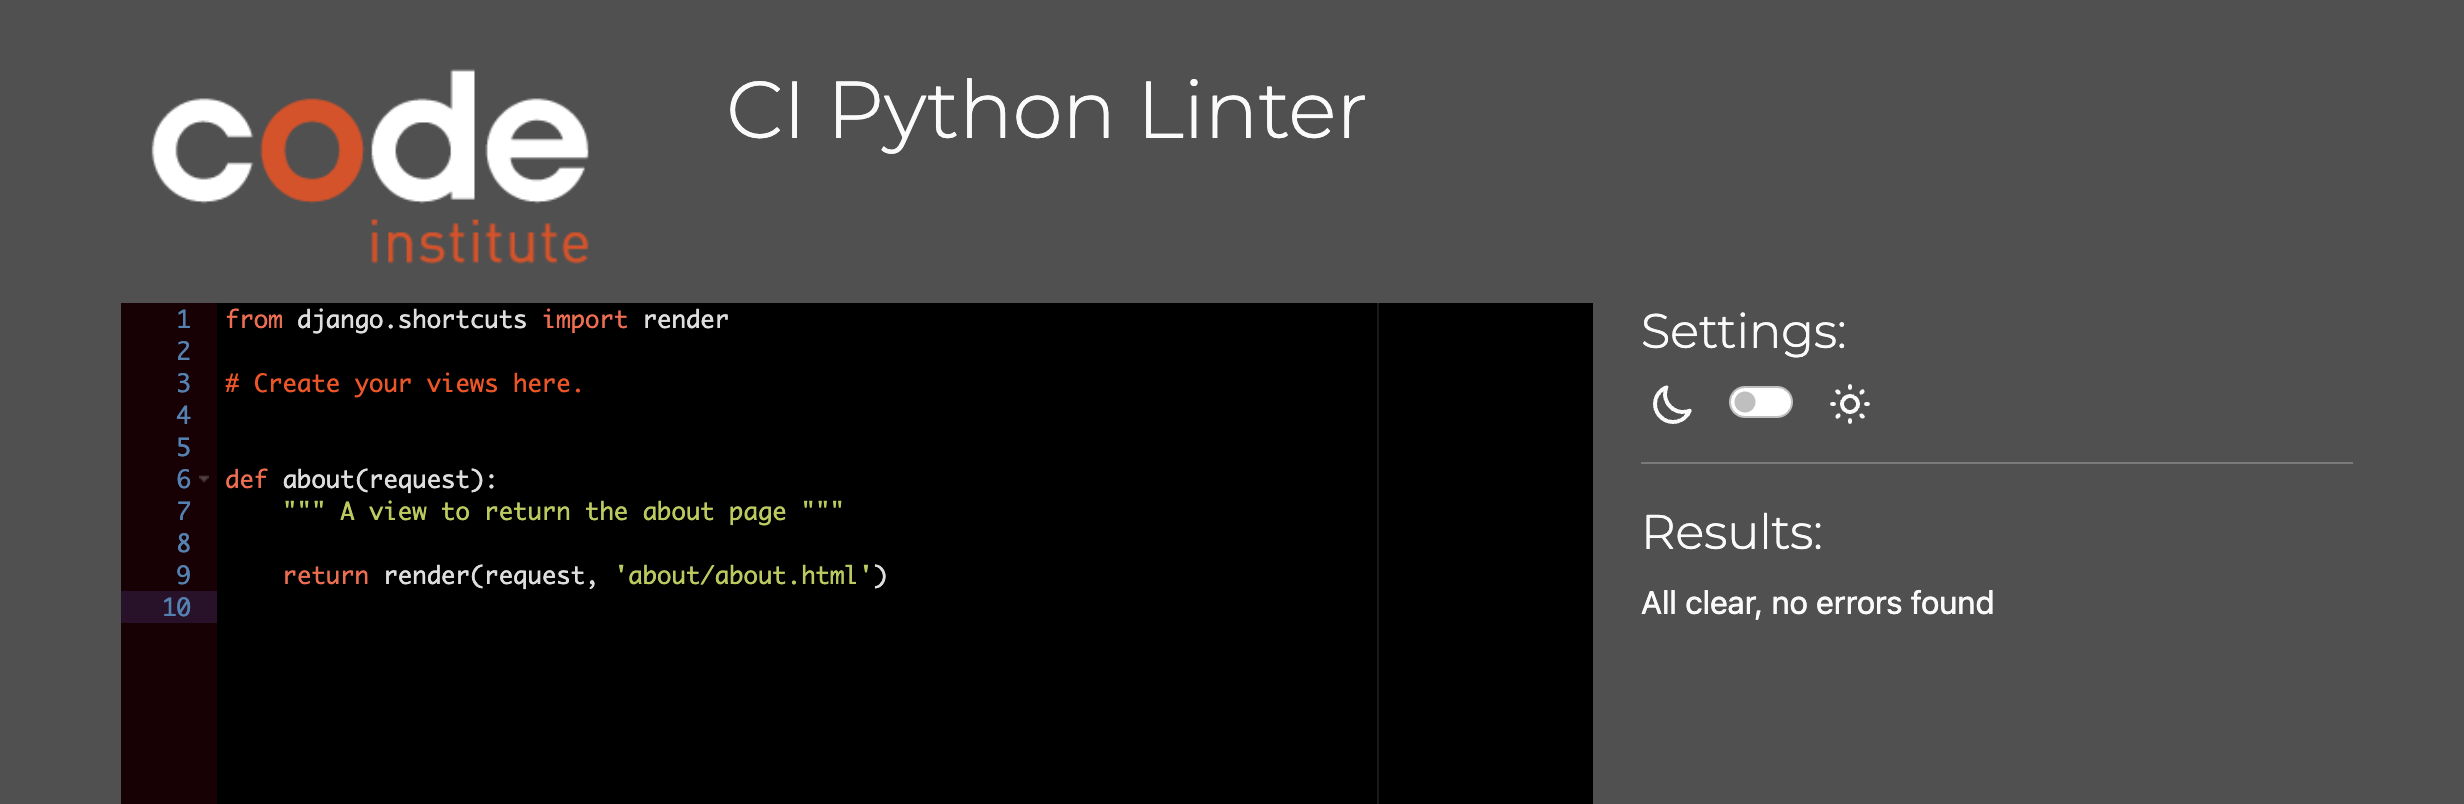 code
institute
CI Python Linter
1 from django.shortcuts import render
2
3 # Create your views here.
4
5
6 def about(request):
7     """ A view to return the about page """
8
9     return render(request, 'about/about.html')
10
Settings:
Results:
All clear, no errors found